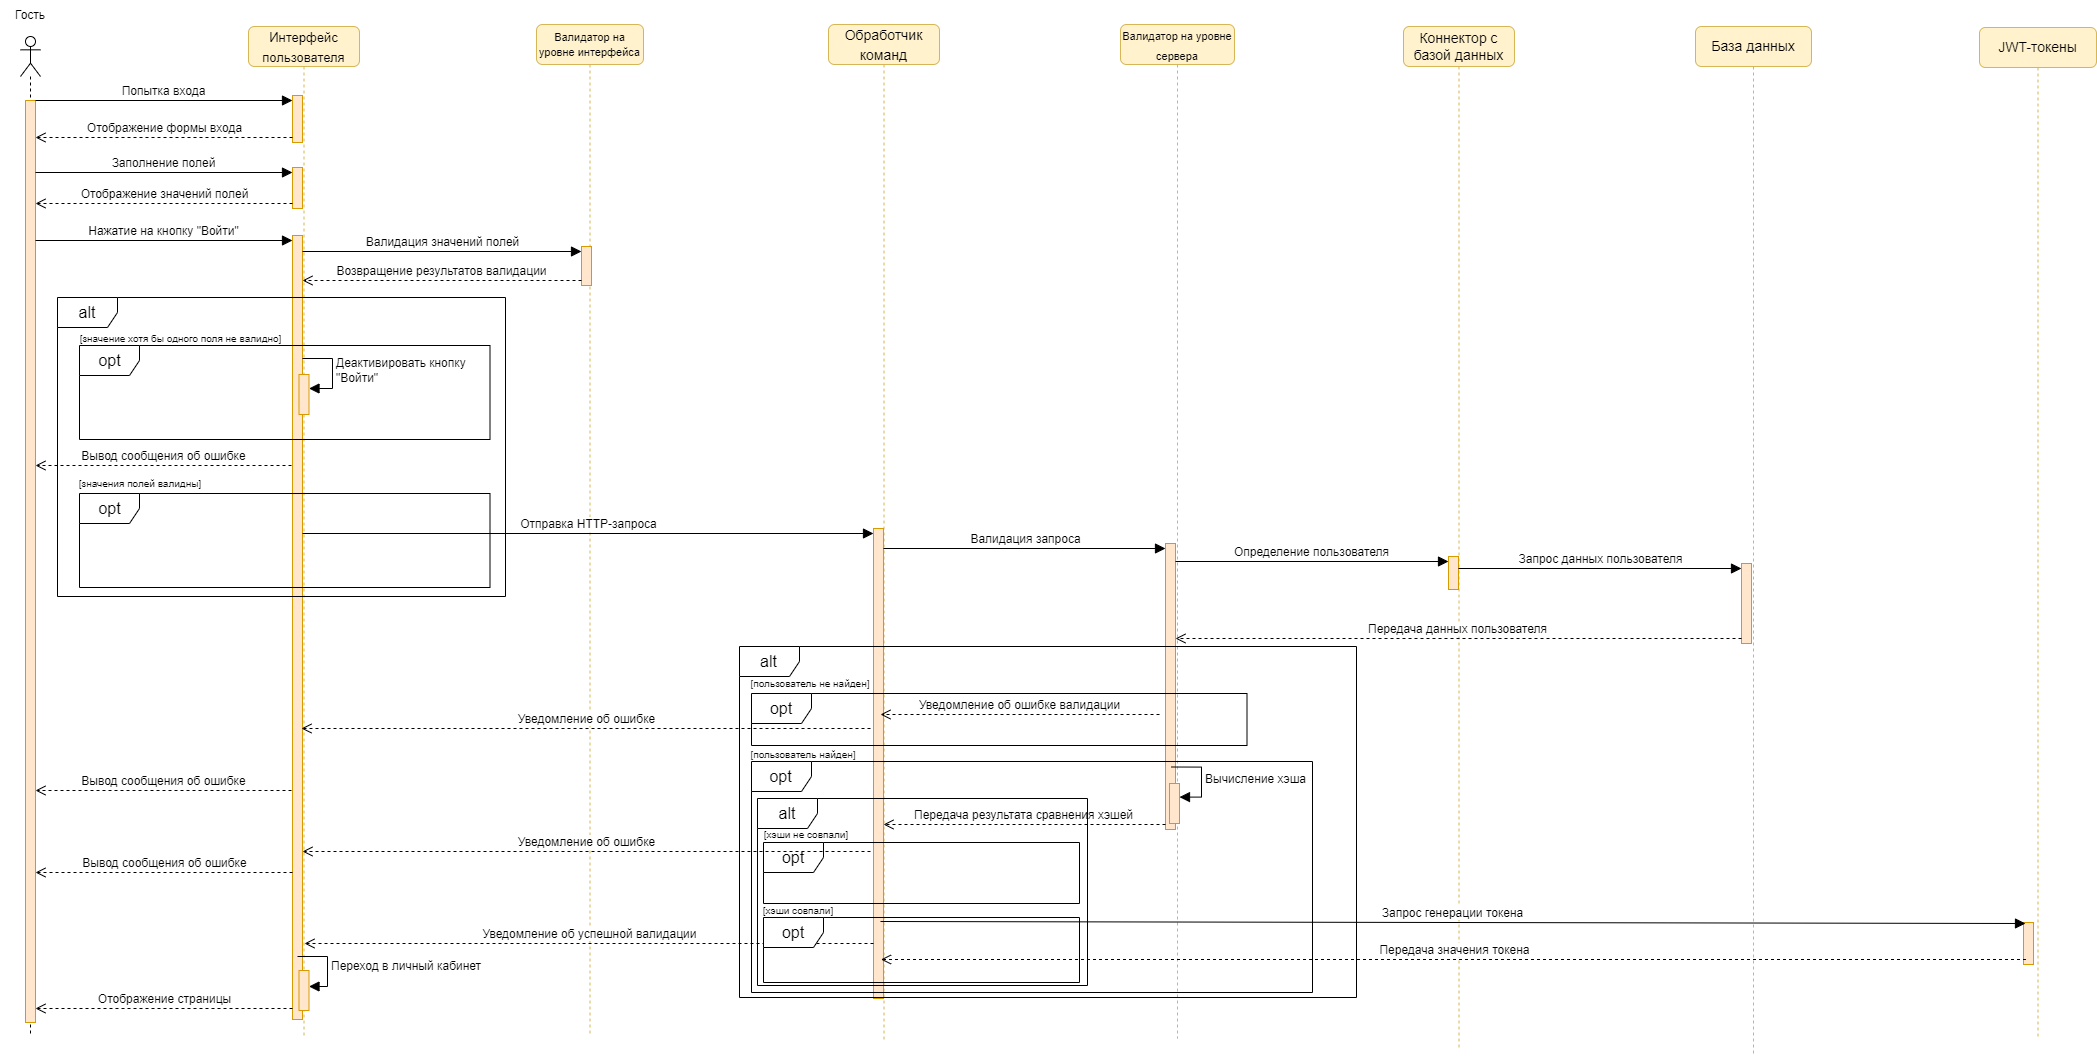 Гость
Интерфейс
пользователя
Валидатор на
уровне интерфейса
Обработчик
команд
Валидатор на уровне
сервера
Коннектор с
базой данных
База данных
JWT-токены
Попытка входа
Отображение формы входа
Заполнение полей
Отображение значений полей
Нажатие на кнопку "Войти"
Валидация значений полей
Возвращение результатов валидации
alt
[значение хотя бы одного поля не валидно]
opt
Деактивировать кнопку
"Войти"
Вывод сообщения об ошибке
[значения полей валидны]
opt
Отправка HTTP-запроса
Валидация запроса
Определение пользователя
Запрос данных пользователя
Передача данных пользователя
alt
[пользователь не найден]
opt
Уведомление об ошибке валидации
Уведомление об ошибке
[пользователь найден]
opt
Вычисление хэша
Вывод сообщения об ошибке
alt
Передача результата сравнения хэшей
[хэши не совпали]
Уведомление об ошибке
opt
Вывод сообщения об ошибке
[хэши совпали]
Запрос генерации токена
opt
Уведомление об успешной валидации
Передача значения токена
Переход в личный кабинет
Отображение страницы